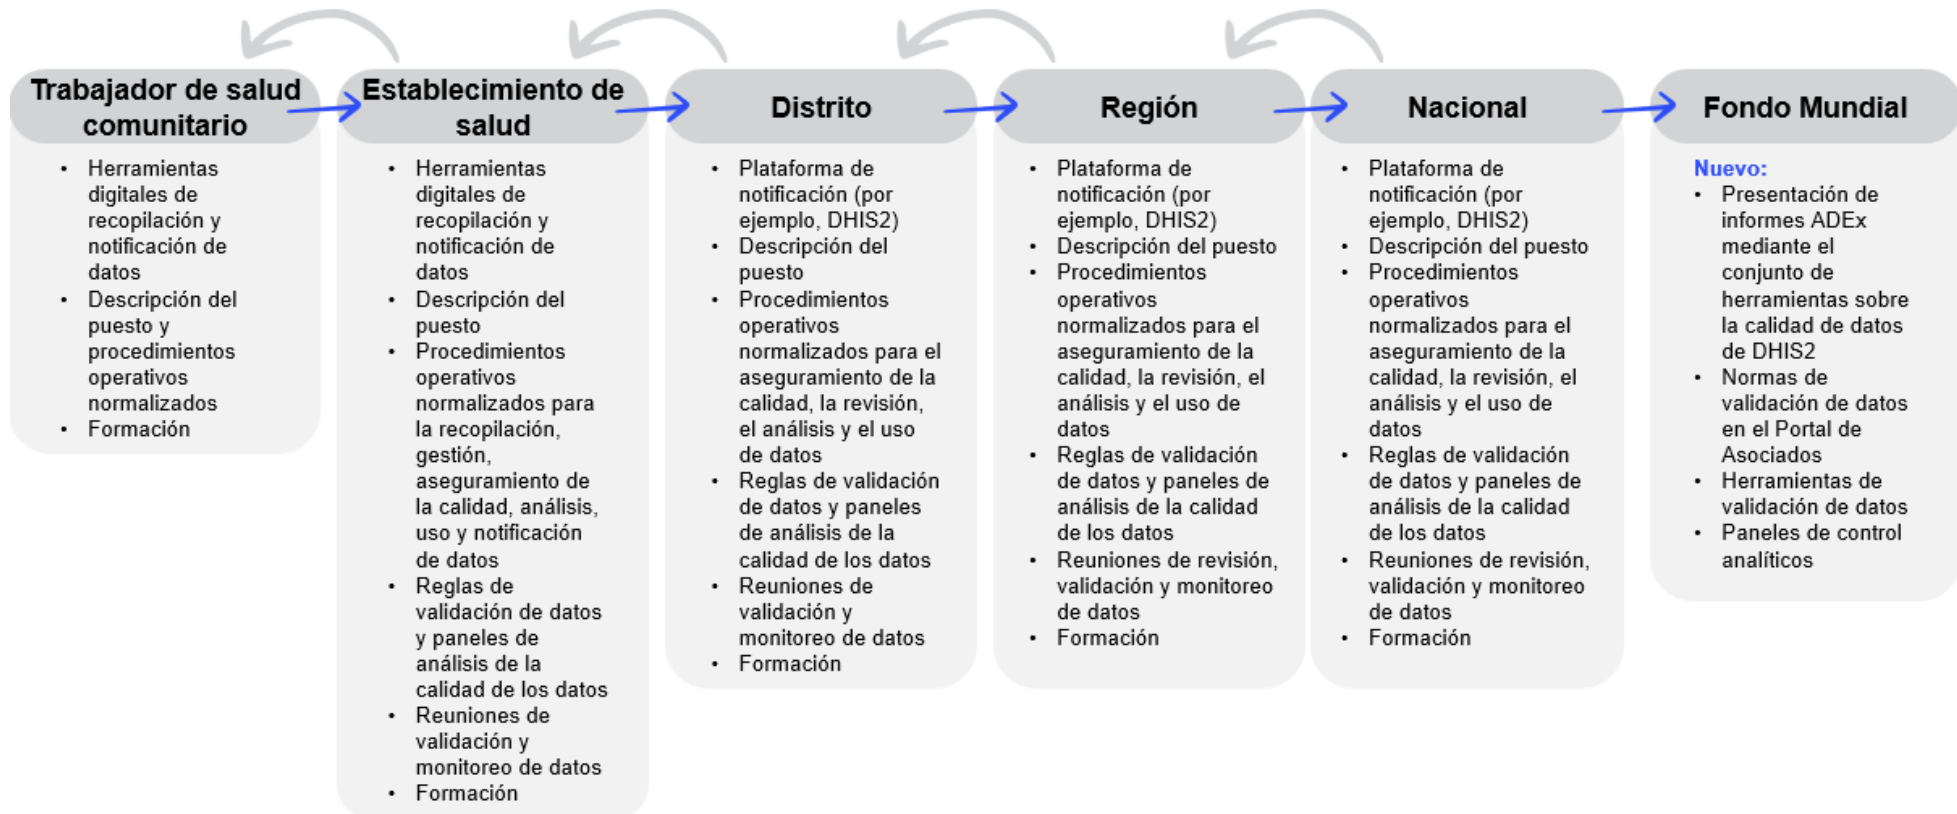 Trabajador de salud
comunitario
• Herramientas
digitales de
recopilación y
notificación de
datos
• Descripción del
puesto y
procedimientos
operativos
normalizados
• Formación
Establecimiento de
salud
• Herramientas
digitales de
recopilación y
notificación de
datos
• Descripción del
puesto
• Procedimientos
operativos
normalizados para
la recopilación,
gestión,
aseguramiento de
la calidad, análisis,
uso y notificación
de datos
• Reglas de
validación de datos
y paneles de
análisis de la
calidad de los datos
• Reuniones de
validación y
monitoreo de datos
• Formación
Distrito
• Plataforma de
notificación (por
ejemplo, DHIS2)
• Descripción del
puesto
• Procedimientos
operativos
normalizados para el
aseguramiento de la
calidad, la revisión,
el análisis y el uso
de datos
• Reglas de validación
de datos y paneles
de análisis de la
calidad de los datos
• Reuniones de
validación y
monitoreo de datos
• Formación
Región
• Plataforma de
notificación (por
ejemplo, DHIS2)
• Descripción del puesto
• Procedimientos
operativos
normalizados para el
aseguramiento de la
calidad, la revisión, el
análisis y el uso de
datos
• Reglas de validación
de datos y paneles de
análisis de la calidad
de los datos
• Reuniones de revisión,
validación y monitoreo
de datos
• Formación
Nacional
• Plataforma de
notificación (por
ejemplo, DHIS2)
• Descripción del puesto
• Procedimientos
operativos
normalizados para el
aseguramiento de la
calidad, la revisión, el
análisis y el uso de
datos
• Reglas de validación
de datos y paneles de
análisis de la calidad
de los datos
• Reuniones de revisión,
validación y monitoreo
de datos
• Formación
Fondo Mundial
Nuevo:
• Presentación de
informes ADEx
mediante el
conjunto de
herramientas sobre
la calidad de datos
de DHIS2
• Normas de
validación de datos
en el Portal de
Asociados
• Herramientas de
validación de datos
• Paneles de control
analíticos